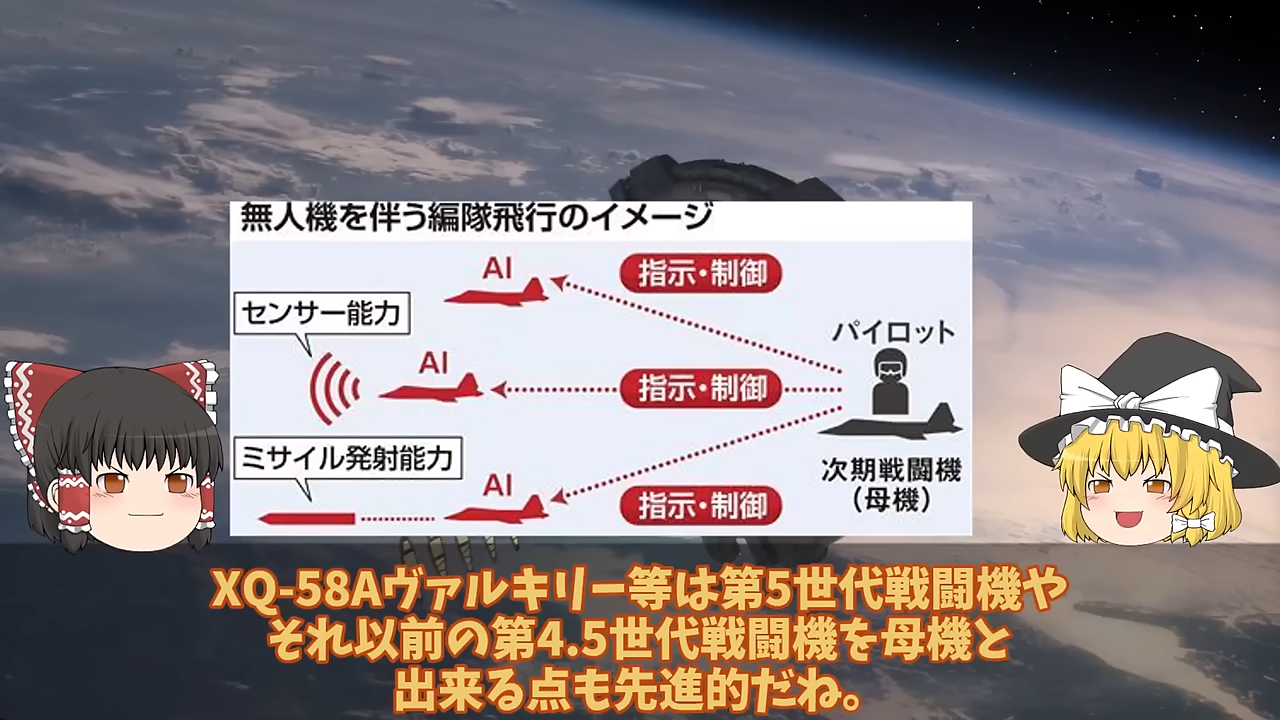 無人機を伴う編隊飛行のイメージ
AI
指示・制御
センサー能力
パイロット
AI
指示・制御
ミサイル発射能力
AI
指示・制御
次期戦闘機
(母機)
XQ-58Aヴァルキリー等は第5世代戦闘機や
それ以前の第4.5世代戦闘機を母機と
出来る点も先進的だね。